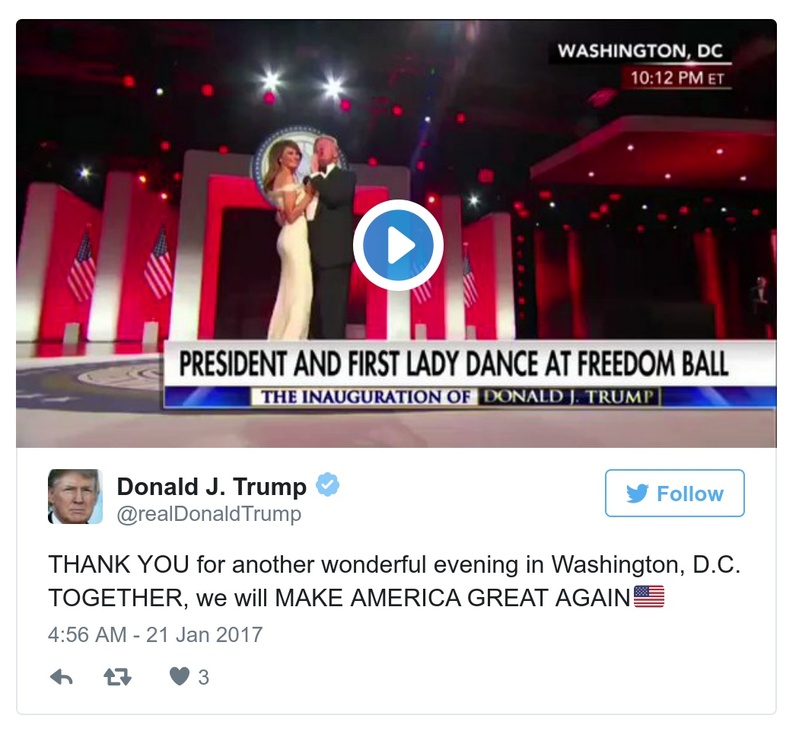 WASHINGTON, DC
10:12 PM ET
PRESIDENT AND FIRST LADY DANCE AT FREEDOM BALL
THE INAUGURATION OF DONALD J. TRUMP
Donald J. Trump
@realDonaldTrump
Follow
THANK YOU for another wonderful evening in Washington, D.C.
TOGETHER, we will MAKE AMERICA GREAT AGAIN🇺🇸
4:56 AM - 21 Jan 2017
3